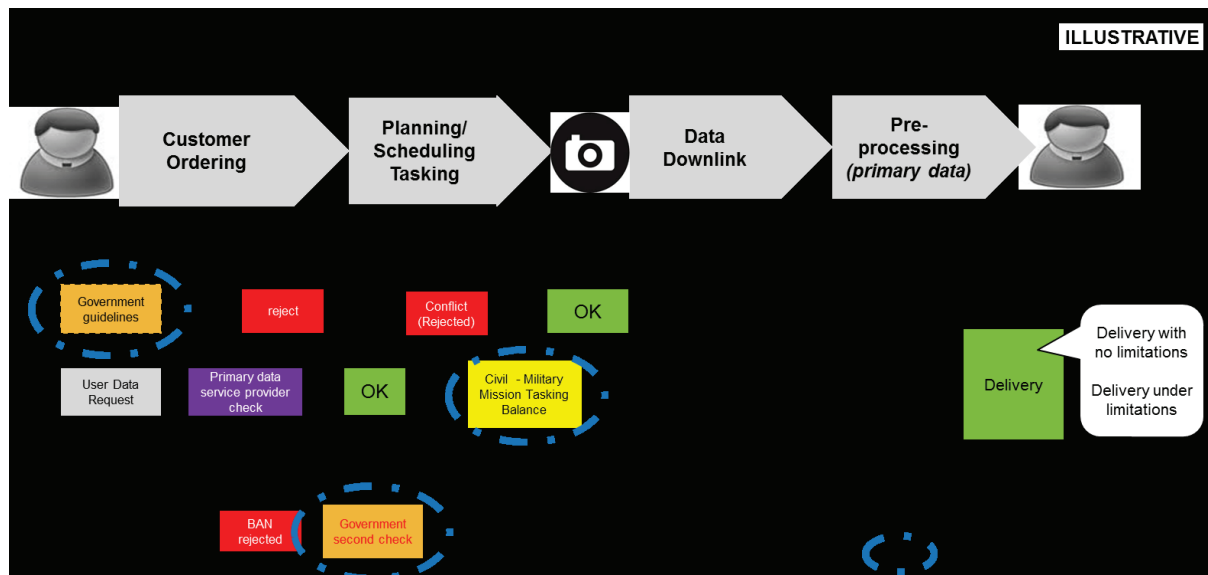 ILLUSTRATIVE
Customer
Ordering
Planning/
Scheduling
Tasking
Data
Downlink
Pre-
processing
(primary data)
Government
guidelines
reject
Conflict
(Rejected)
OK
User Data
Request
Primary data
service provider
check
OK
Civil - Military
Mission Tasking
Balance
Delivery
Delivery with
no limitations
Delivery under
limitations
BAN
rejected
Government
second check